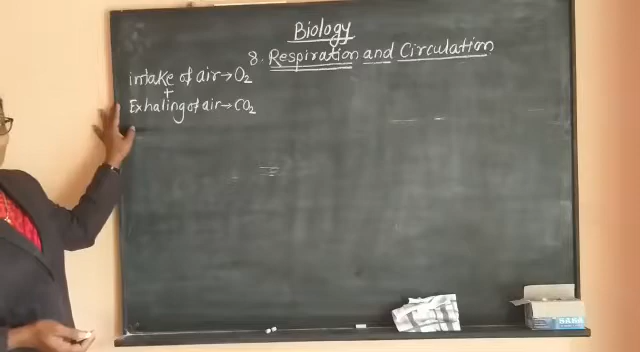 Biology
8. Respiration and Circulation
intake of air→O₂
+
Exhaling of air→CO₂